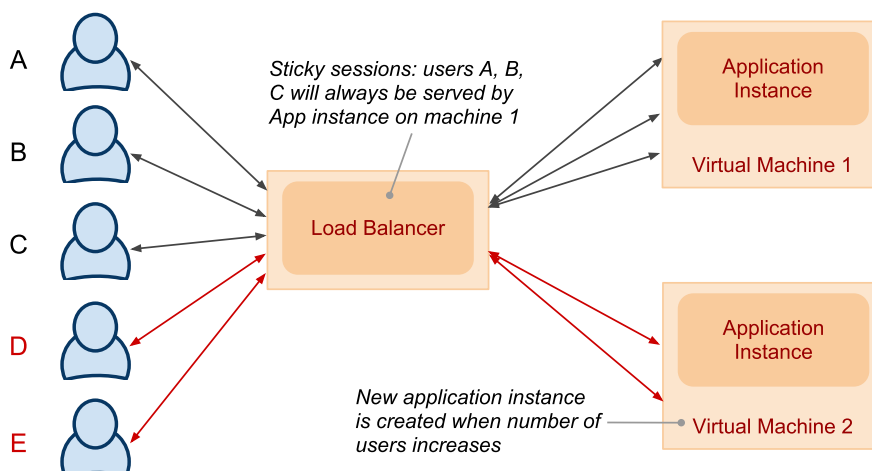 A
B
C
D
E
Sticky sessions: users A, B,
C will always be served by
App instance on machine 1
Load Balancer
Application
Instance
Virtual Machine 1
Application
Instance
Virtual Machine 2
New application instance
is created when number of
users increases